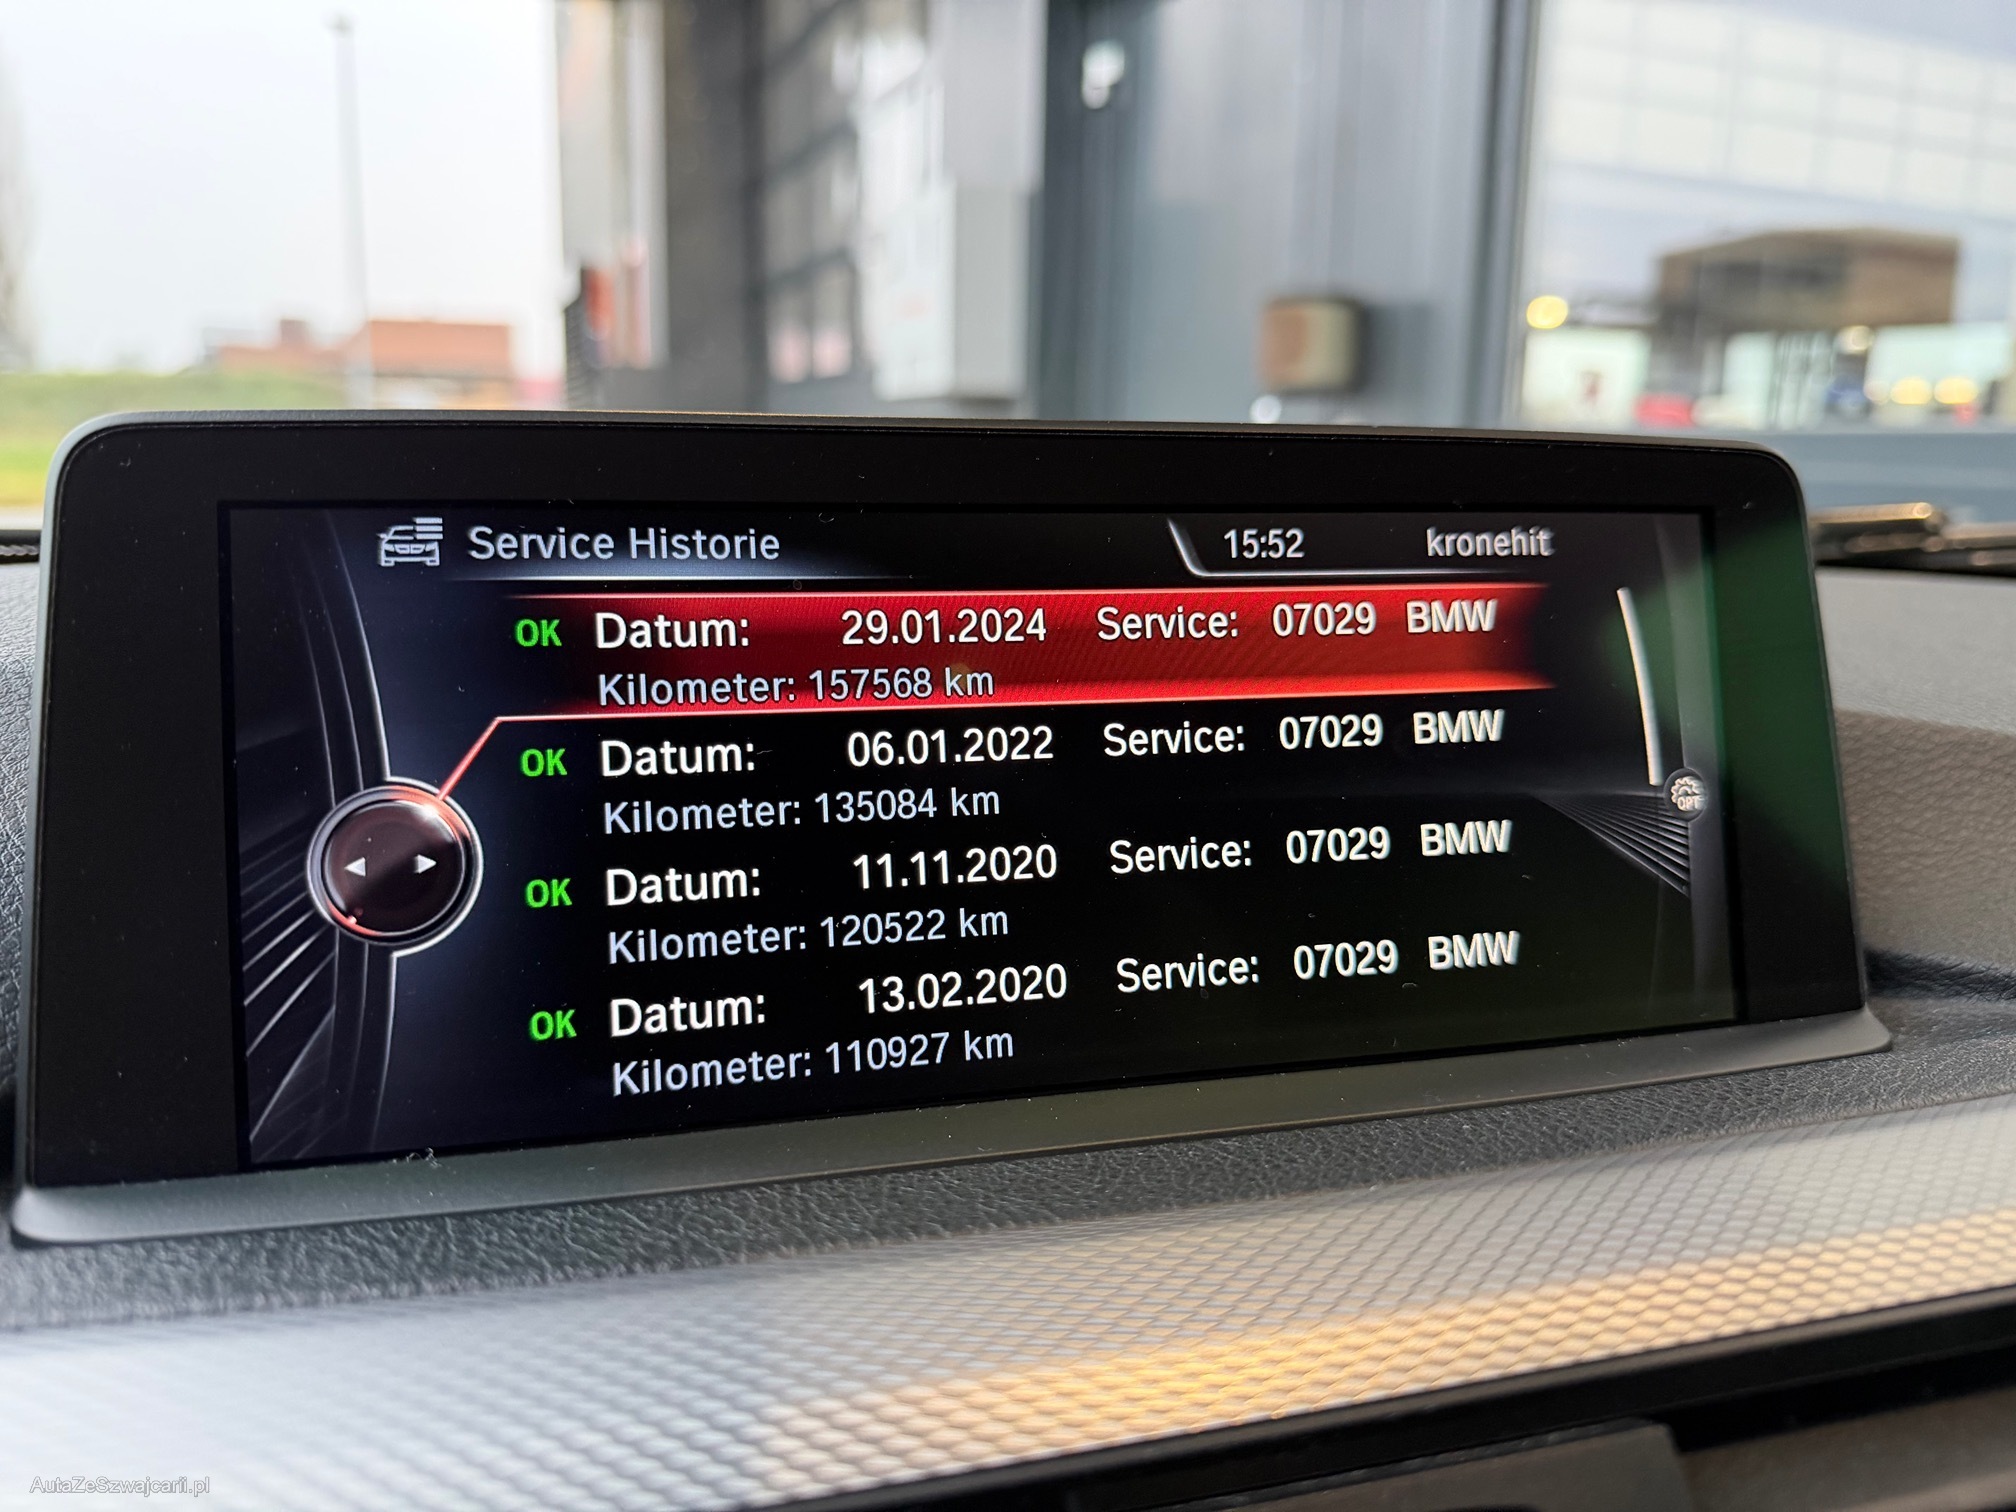 Service Historie 15:52 kronehit
OK Datum: 29.01.2024 Service: 07029 BMW
Kilometer: 157568 km
OK Datum: 06.01.2022 Service: 07029 BMW
Kilometer: 135084 km
OK Datum: 11.11.2020 Service: 07029 BMW
Kilometer: 120522 km
OK Datum: 13.02.2020 Service: 07029 BMW
Kilometer: 110927 km
OPT
AutaZeSzwajcarii.pl